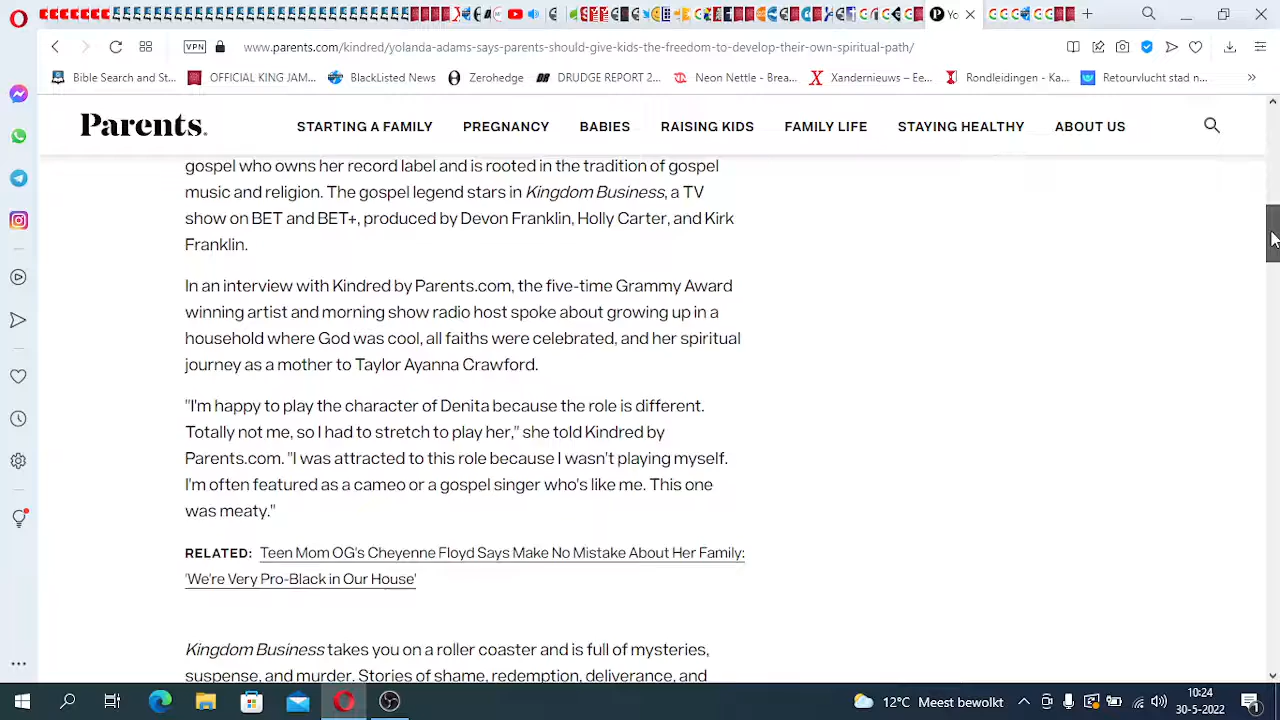 Yo
VPN
www.parents.com/kindred/yolanda-adams-says-parents-should-give-kids-the-freedom-to-develop-their-own-spiritual-path/
Bible Search and St...
OFFICIAL KING JAM...
BlackListed News
Zerohedge
DRUDGE REPORT 2...
Neon Nettle - Brea...
Xandernieuws – Ee...
Rondleidingen - Ka...
Retourvlucht stad n...
Parents.
STARTING A FAMILY
PREGNANCY
BABIES
RAISING KIDS
FAMILY LIFE
STAYING HEALTHY
ABOUT US
gospel who owns her record label and is rooted in the tradition of gospel
music and religion. The gospel legend stars in Kingdom Business, a TV
show on BET and BET+, produced by Devon Franklin, Holly Carter, and Kirk
Franklin.
In an interview with Kindred by Parents.com, the five-time Grammy Award
winning artist and morning show radio host spoke about growing up in a
household where God was cool, all faiths were celebrated, and her spiritual
journey as a mother to Taylor Ayanna Crawford.
"I'm happy to play the character of Denita because the role is different.
Totally not me, so I had to stretch to play her," she told Kindred by
Parents.com. "I was attracted to this role because I wasn't playing myself.
I'm often featured as a cameo or a gospel singer who's like me. This one
was meaty."
RELATED: Teen Mom OG's Cheyenne Floyd Says Make No Mistake About Her Family:
'We're Very Pro-Black in Our House'
Kingdom Business takes you on a roller coaster and is full of mysteries,
suspense, and murder. Stories of shame, redemption, deliverance, and
12°C Meest bewolkt
10:24
30-5-2022